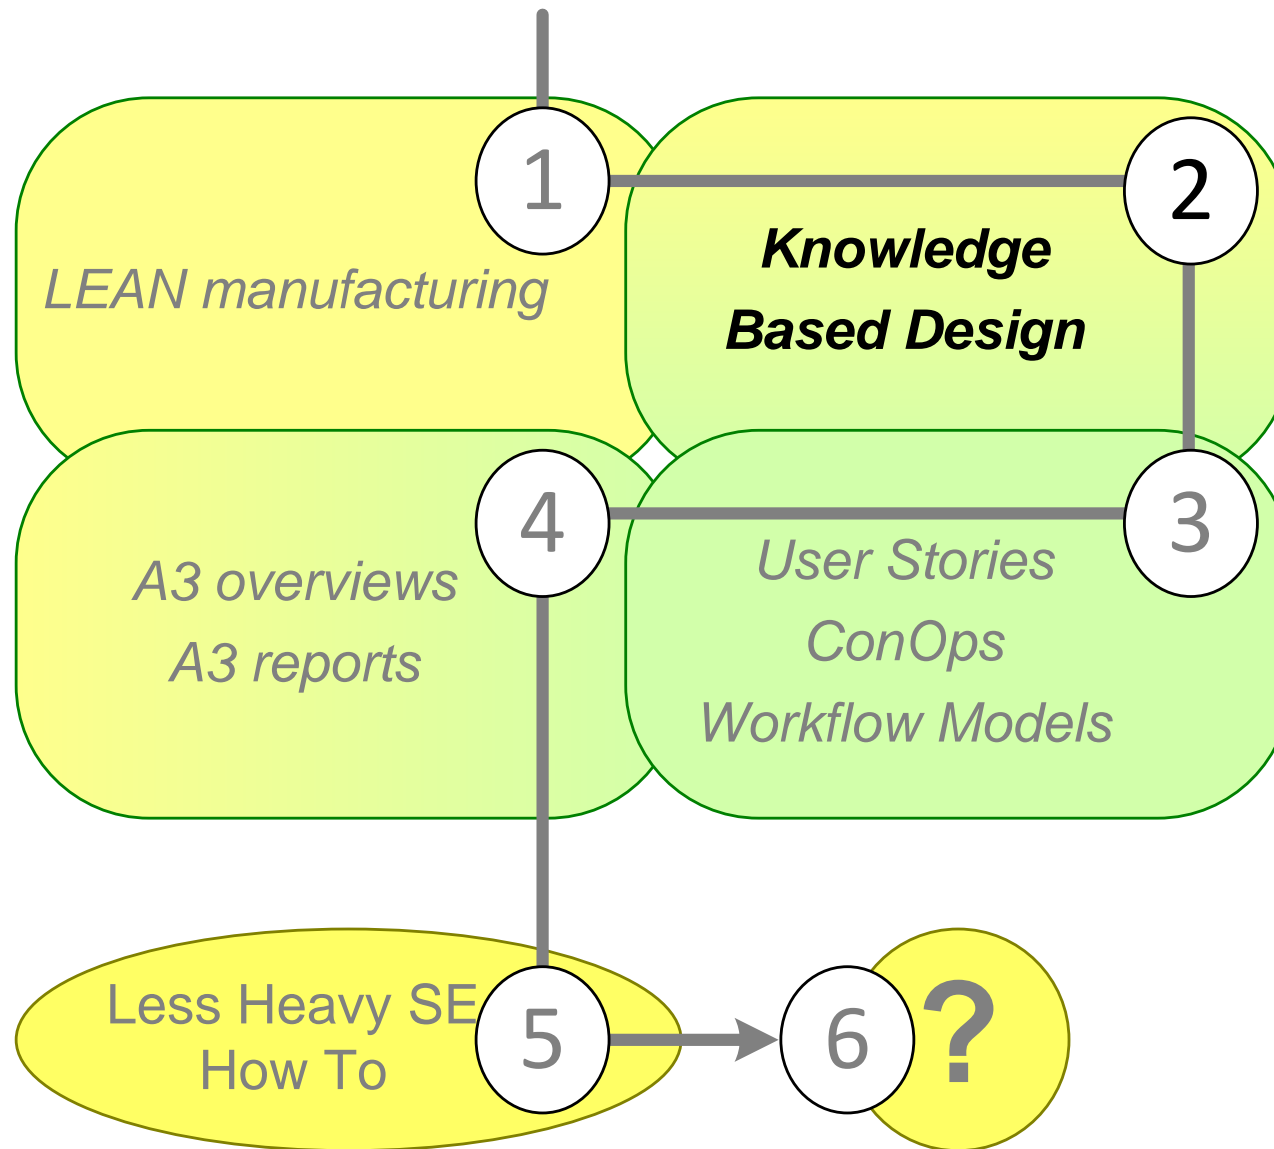 1
LEAN manufacturing
2
Knowledge
Based Design
3
User Stories
ConOps
Workflow Models
4
A3 overviews
A3 reports
5
Less Heavy SE
How To
6
?